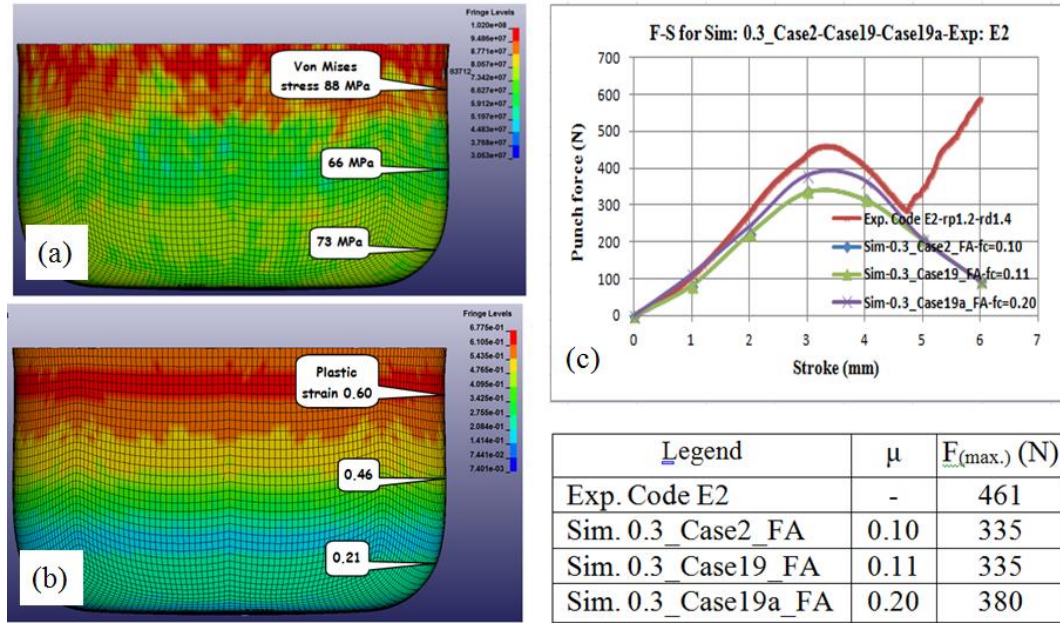 Fringe Levels
1.020e+08
9.486e+07
8.771e+07
8.057e+07
7.342e+07
6.627e+07
5.912e+07
5.197e+07
4.483e+07
3.768e+07
3.053e+07
83712
Von Mises
stress 88 MPa
66 MPa
73 MPa
(a)
Fringe Levels
6.775e-01
6.105e-01
5.435e-01
4.765e-01
4.095e-01
3.425e-01
2.755e-01
2.084e-01
1.414e-01
7.441e-02
7.401e-03
Plastic
strain 0.60
0.46
0.21
(b)
F-S for Sim: 0.3_Case2-Case19-Case19a-Exp: E2
Punch force (N)
700
600
500
400
300
200
100
0
0 1 2 3 4 5 6 7
Stroke (mm)
Exp. Code E2-rp1.2-rd1.4
Sim-0.3_Case2_FA-fc=0.10
Sim-0.3_Case19_FA-fc=0.11
Sim-0.3_Case19a_FA-fc=0.20
(c)
Legend μ F(max.) (N)
Exp. Code E2 - 461
Sim. 0.3_Case2_FA 0.10 335
Sim. 0.3_Case19_FA 0.11 335
Sim. 0.3_Case19a_FA 0.20 380